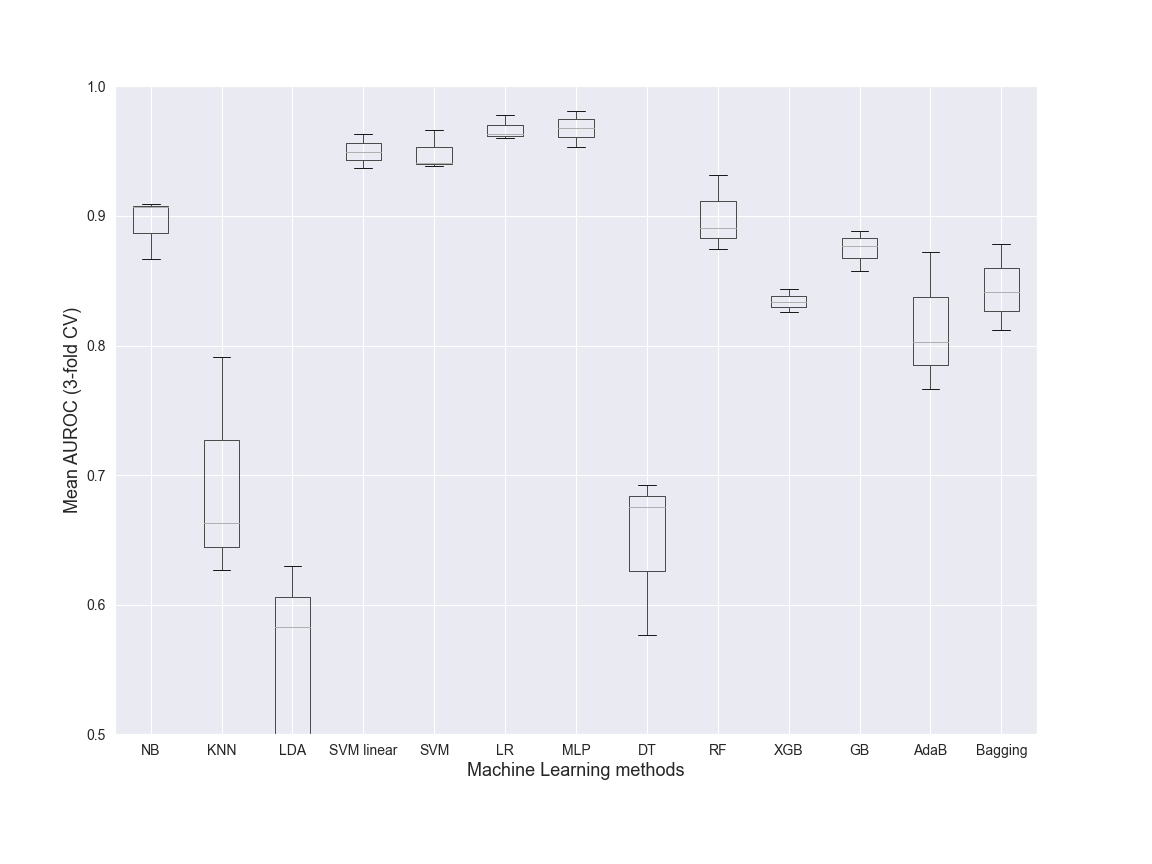 1.0
0.9
0.8
0.7
0.6
0.5
Mean AUROC (3-fold CV)
NB KNN LDA SVM linear SVM LR MLP DT RF XGB GB AdaB Bagging
Machine Learning methods